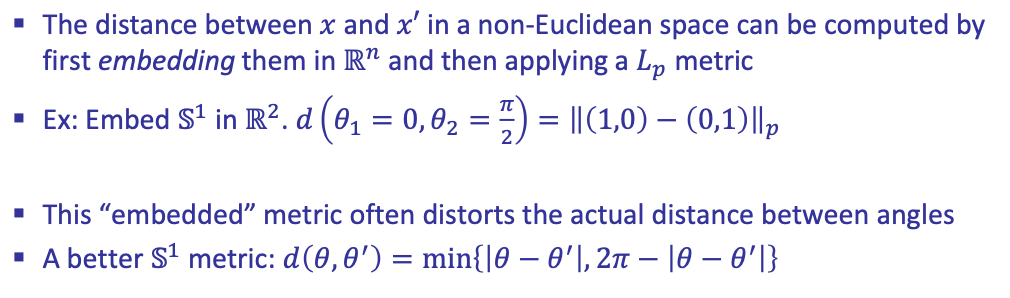 ▪ The distance between 𝑥 and 𝑥′ in a non-Euclidean space can be computed by
first embedding them in ℝⁿ and then applying a 𝐿ₚ metric
▪ Ex: Embed 𝕊¹ in ℝ². 𝑑 (𝜃₁ = 0, 𝜃₂ = π/2) = ‖(1,0) − (0,1)‖ₚ
▪ This “embedded” metric often distorts the actual distance between angles
▪ A better 𝕊¹ metric: 𝑑(𝜃, 𝜃′) = min{|𝜃 − 𝜃′|, 2π − |𝜃 − 𝜃′|}